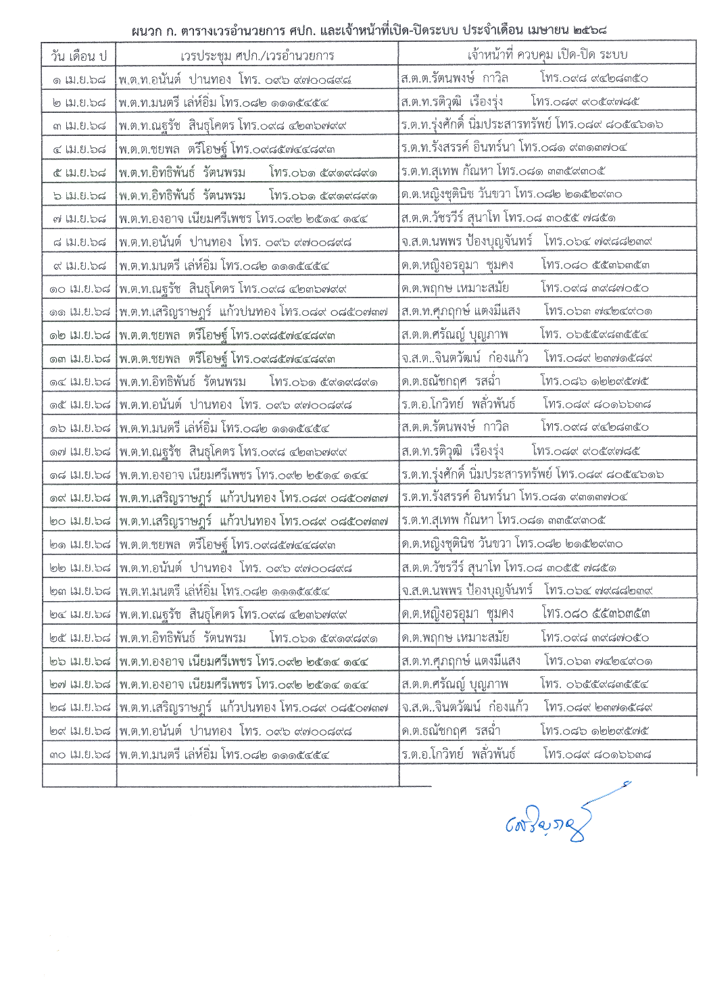 ผนวก ก. ตารางเวรอำนวยการ ศปก. และเจ้าหน้าที่เปิด-ปิดระบบ ประจำเดือน เมษายน ๒๕๖๘
วัน เดือน ป เวรประชุม ศปก./เวรอำนวยการ เจ้าหน้าที่ ควบคุม เปิด-ปิด ระบบ
๑ เม.ย.๖๘ พ.ต.ท.อนันต์ ปานทอง โทร. ๐๙๖ ๙๗๐๐๘๙๘ ส.ต.ต.รัตนพงษ์ กาวิล โทร.๐๙๘ ๙๔๒๘๓๕๐
๒ เม.ย.๖๘ พ.ต.ท.มนตรี เล่ห์อิ่ม โทร.๐๘๒ ๑๑๑๕๔๕๔ ส.ต.ท.รติวุฒิ เรืองรุ่ง โทร.๐๘๙ ๙๐๕๙๗๘๕
๓ เม.ย.๖๘ พ.ต.ท.ณฐรัช สินธุโคตร โทร.๐๙๘ ๔๒๓๖๗๙๙ ร.ต.ท.รุ่งศักดิ์ นิ่มประสารทรัพย์ โทร.๐๘๙ ๘๐๕๔๖๑๖
๔ เม.ย.๖๘ พ.ต.ต.ชยพล ตรีโอษฐ์ โทร.๐๙๘๕๗๔๔๘๙๓ ร.ต.ท.รังสรรค์ อินทร์นา โทร.๐๘๑ ๙๓๑๓๗๐๔
๕ เม.ย.๖๘ พ.ต.ท.อิทธิพันธ์ รัตนพรม โทร.๐๖๑ ๕๙๑๙๘๙๑ ร.ต.ท.สุเทพ กัณหา โทร.๐๘๑ ๓๓๕๙๓๐๕
๖ เม.ย.๖๘ พ.ต.ท.อิทธิพันธ์ รัตนพรม โทร.๐๖๑ ๕๙๑๙๘๙๑ ด.ต.หญิงชุตินิช วันขวา โทร.๐๘๒ ๒๑๕๒๙๓๐
๗ เม.ย.๖๘ พ.ต.ท.องอาจ เนียมศรีเพชร โทร.๐๙๒ ๒๕๑๔ ๑๔๔ ส.ต.ต.วัชรวีร์ สุนาโท โทร.๐๘ ๓๐๕๕ ๗๘๕๑
๘ เม.ย.๖๘ พ.ต.ท.อนันต์ ปานทอง โทร. ๐๙๖ ๙๗๐๐๘๙๘ จ.ส.ต.นพพร ป้องบุญจันทร์ โทร.๐๖๔ ๗๙๘๘๒๓๙
๙ เม.ย.๖๘ พ.ต.ท.มนตรี เล่ห์อิ่ม โทร.๐๘๒ ๑๑๑๕๔๕๔ ด.ต.หญิงอรอุมา ชุมคง โทร.๐๘๐ ๕๕๓๖๓๕๓
๑๐ เม.ย.๖๘ พ.ต.ท.ณฐรัช สินธุโคตร โทร.๐๙๘ ๔๒๓๖๗๙๙ ด.ต.พฤกษ เหมาะสมัย โทร.๐๙๘ ๓๙๘๗๐๕๐
๑๑ เม.ย.๖๘ พ.ต.ท.เสริญราษฎร์ แก้วปนทอง โทร.๐๘๙ ๐๘๕๐๗๓๗ ส.ต.ท.ศุภฤกษ์ แตงมีแสง โทร.๐๖๓ ๗๔๒๔๙๐๑
๑๒ เม.ย.๖๘ พ.ต.ต.ชยพล ตรีโอษฐ์ โทร.๐๙๘๕๗๔๔๘๙๓ ส.ต.ต.ศรัณญ์ บุญภาพ โทร. ๐๖๕๕๙๘๓๕๕๔
๑๓ เม.ย.๖๘ พ.ต.ต.ชยพล ตรีโอษฐ์ โทร.๐๙๘๕๗๔๔๘๙๓ จ.ส.ต..จินตวัฒน์ ก๋องแก้ว โทร.๐๘๙ ๒๓๗๑๕๘๙
๑๔ เม.ย.๖๘ พ.ต.ท.อิทธิพันธ์ รัตนพรม โทร.๐๖๑ ๕๙๑๙๘๙๑ ด.ต.ธณัชกฤศ รสฉ่ำ โทร.๐๘๖ ๑๒๒๙๕๗๕
๑๕ เม.ย.๖๘ พ.ต.ท.อนันต์ ปานทอง โทร. ๐๙๖ ๙๗๐๐๘๙๘ ร.ต.อ.โกวิทย์ พลั่วพันธ์ โทร.๐๘๙ ๘๐๑๖๖๓๘
๑๖ เม.ย.๖๘ พ.ต.ท.มนตรี เล่ห์อิ่ม โทร.๐๘๒ ๑๑๑๕๔๕๔ ส.ต.ต.รัตนพงษ์ กาวิล โทร.๐๙๘ ๙๔๒๘๓๕๐
๑๗ เม.ย.๖๘ พ.ต.ท.ณฐรัช สินธุโคตร โทร.๐๙๘ ๔๒๓๖๗๙๙ ส.ต.ท.รติวุฒิ เรืองรุ่ง โทร.๐๘๙ ๙๐๕๙๗๘๕
๑๘ เม.ย.๖๘ พ.ต.ท.องอาจ เนียมศรีเพชร โทร.๐๙๒ ๒๕๑๔ ๑๔๔ ร.ต.ท.รุ่งศักดิ์ นิ่มประสารทรัพย์ โทร.๐๘๙ ๘๐๕๔๖๑๖
๑๙ เม.ย.๖๘ พ.ต.ท.เสริญราษฎร์ แก้วปนทอง โทร.๐๘๙ ๐๘๕๐๗๓๗ ร.ต.ท.รังสรรค์ อินทร์นา โทร.๐๘๑ ๙๓๑๓๗๐๔
๒๐ เม.ย.๖๘ พ.ต.ท.เสริญราษฎร์ แก้วปนทอง โทร.๐๘๙ ๐๘๕๐๗๓๗ ร.ต.ท.สุเทพ กัณหา โทร.๐๘๑ ๓๓๕๙๓๐๕
๒๑ เม.ย.๖๘ พ.ต.ต.ชยพล ตรีโอษฐ์ โทร.๐๙๘๕๗๔๔๘๙๓ ด.ต.หญิงชุตินิช วันขวา โทร.๐๘๒ ๒๑๕๒๙๓๐
๒๒ เม.ย.๖๘ พ.ต.ท.อนันต์ ปานทอง โทร. ๐๙๖ ๙๗๐๐๘๙๘ ส.ต.ต.วัชรวีร์ สุนาโท โทร.๐๘ ๓๐๕๕ ๗๘๕๑
๒๓ เม.ย.๖๘ พ.ต.ท.มนตรี เล่ห์อิ่ม โทร.๐๘๒ ๑๑๑๕๔๕๔ จ.ส.ต.นพพร ป้องบุญจันทร์ โทร.๐๖๔ ๗๙๘๘๒๓๙
๒๔ เม.ย.๖๘ พ.ต.ท.ณฐรัช สินธุโคตร โทร.๐๙๘ ๔๒๓๖๗๙๙ ด.ต.หญิงอรอุมา ชุมคง โทร.๐๘๐ ๕๕๓๖๓๕๓
๒๕ เม.ย.๖๘ พ.ต.ท.อิทธิพันธ์ รัตนพรม โทร.๐๖๑ ๕๙๑๙๘๙๑ ด.ต.พฤกษ เหมาะสมัย โทร.๐๙๘ ๓๙๘๗๐๕๐
๒๖ เม.ย.๖๘ พ.ต.ท.องอาจ เนียมศรีเพชร โทร.๐๙๒ ๒๕๑๔ ๑๔๔ ส.ต.ท.ศุภฤกษ์ แตงมีแสง โทร.๐๖๓ ๗๔๒๔๙๐๑
๒๗ เม.ย.๖๘ พ.ต.ท.องอาจ เนียมศรีเพชร โทร.๐๙๒ ๒๕๑๔ ๑๔๔ ส.ต.ต.ศรัณญ์ บุญภาพ โทร. ๐๖๕๕๙๘๓๕๕๔
๒๘ เม.ย.๖๘ พ.ต.ท.เสริญราษฎร์ แก้วปนทอง โทร.๐๘๙ ๐๘๕๐๗๓๗ จ.ส.ต..จินตวัฒน์ ก๋องแก้ว โทร.๐๘๙ ๒๓๗๑๕๘๙
๒๙ เม.ย.๖๘ พ.ต.ท.อนันต์ ปานทอง โทร. ๐๙๖ ๙๗๐๐๘๙๘ ด.ต.ธณัชกฤศ รสฉ่ำ โทร.๐๘๖ ๑๒๒๙๕๗๕
๓๐ เม.ย.๖๘ พ.ต.ท.มนตรี เล่ห์อิ่ม โทร.๐๘๒ ๑๑๑๕๔๕๔ ร.ต.อ.โกวิทย์ พลั่วพันธ์ โทร.๐๘๙ ๘๐๑๖๖๓๘